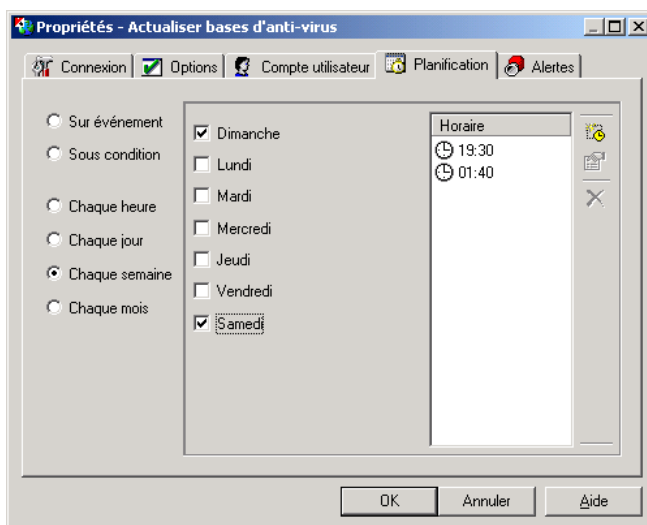 Propriétés - Actualiser bases d'anti-virus
Connexion Options Compte utilisateur Planification Alertes
Sur événement
Sous condition
Chaque heure
Chaque jour
Chaque semaine
Chaque mois
Dimanche
Lundi
Mardi
Mercredi
Jeudi
Vendredi
Samedi
Horaire
19:30
01:40
OK Annuler Aide